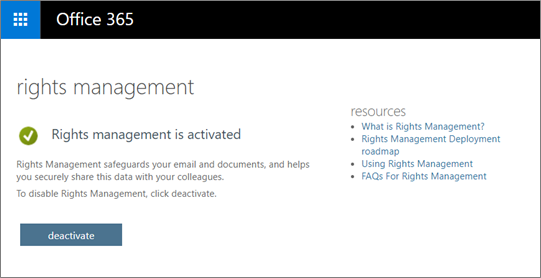 Office 365
rights management
Rights management is activated
Rights Management safeguards your email and documents, and helps
you securely share this data with your colleagues.
To disable Rights Management, click deactivate.
deactivate
resources
What is Rights Management?
Rights Management Deployment
roadmap
Using Rights Management
FAQs For Rights Management